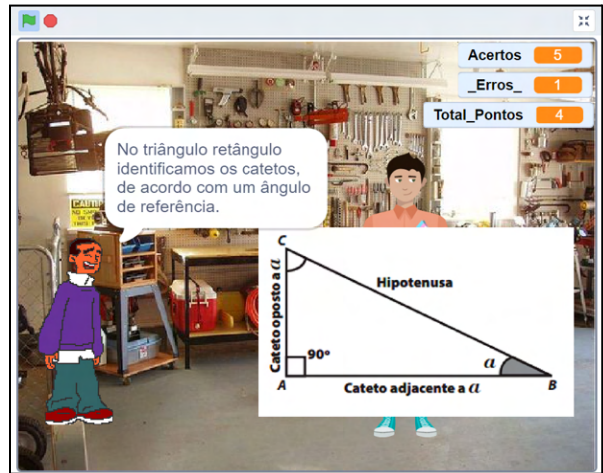 Acertos 5
_Erros_ 1
Total_Pontos 4
No triângulo retângulo
identificamos os catetos,
de acordo com um ângulo
de referência.
C
Cateto oposto a a
Hipotenusa
90º
a
A
Cateto adjacente a a
B